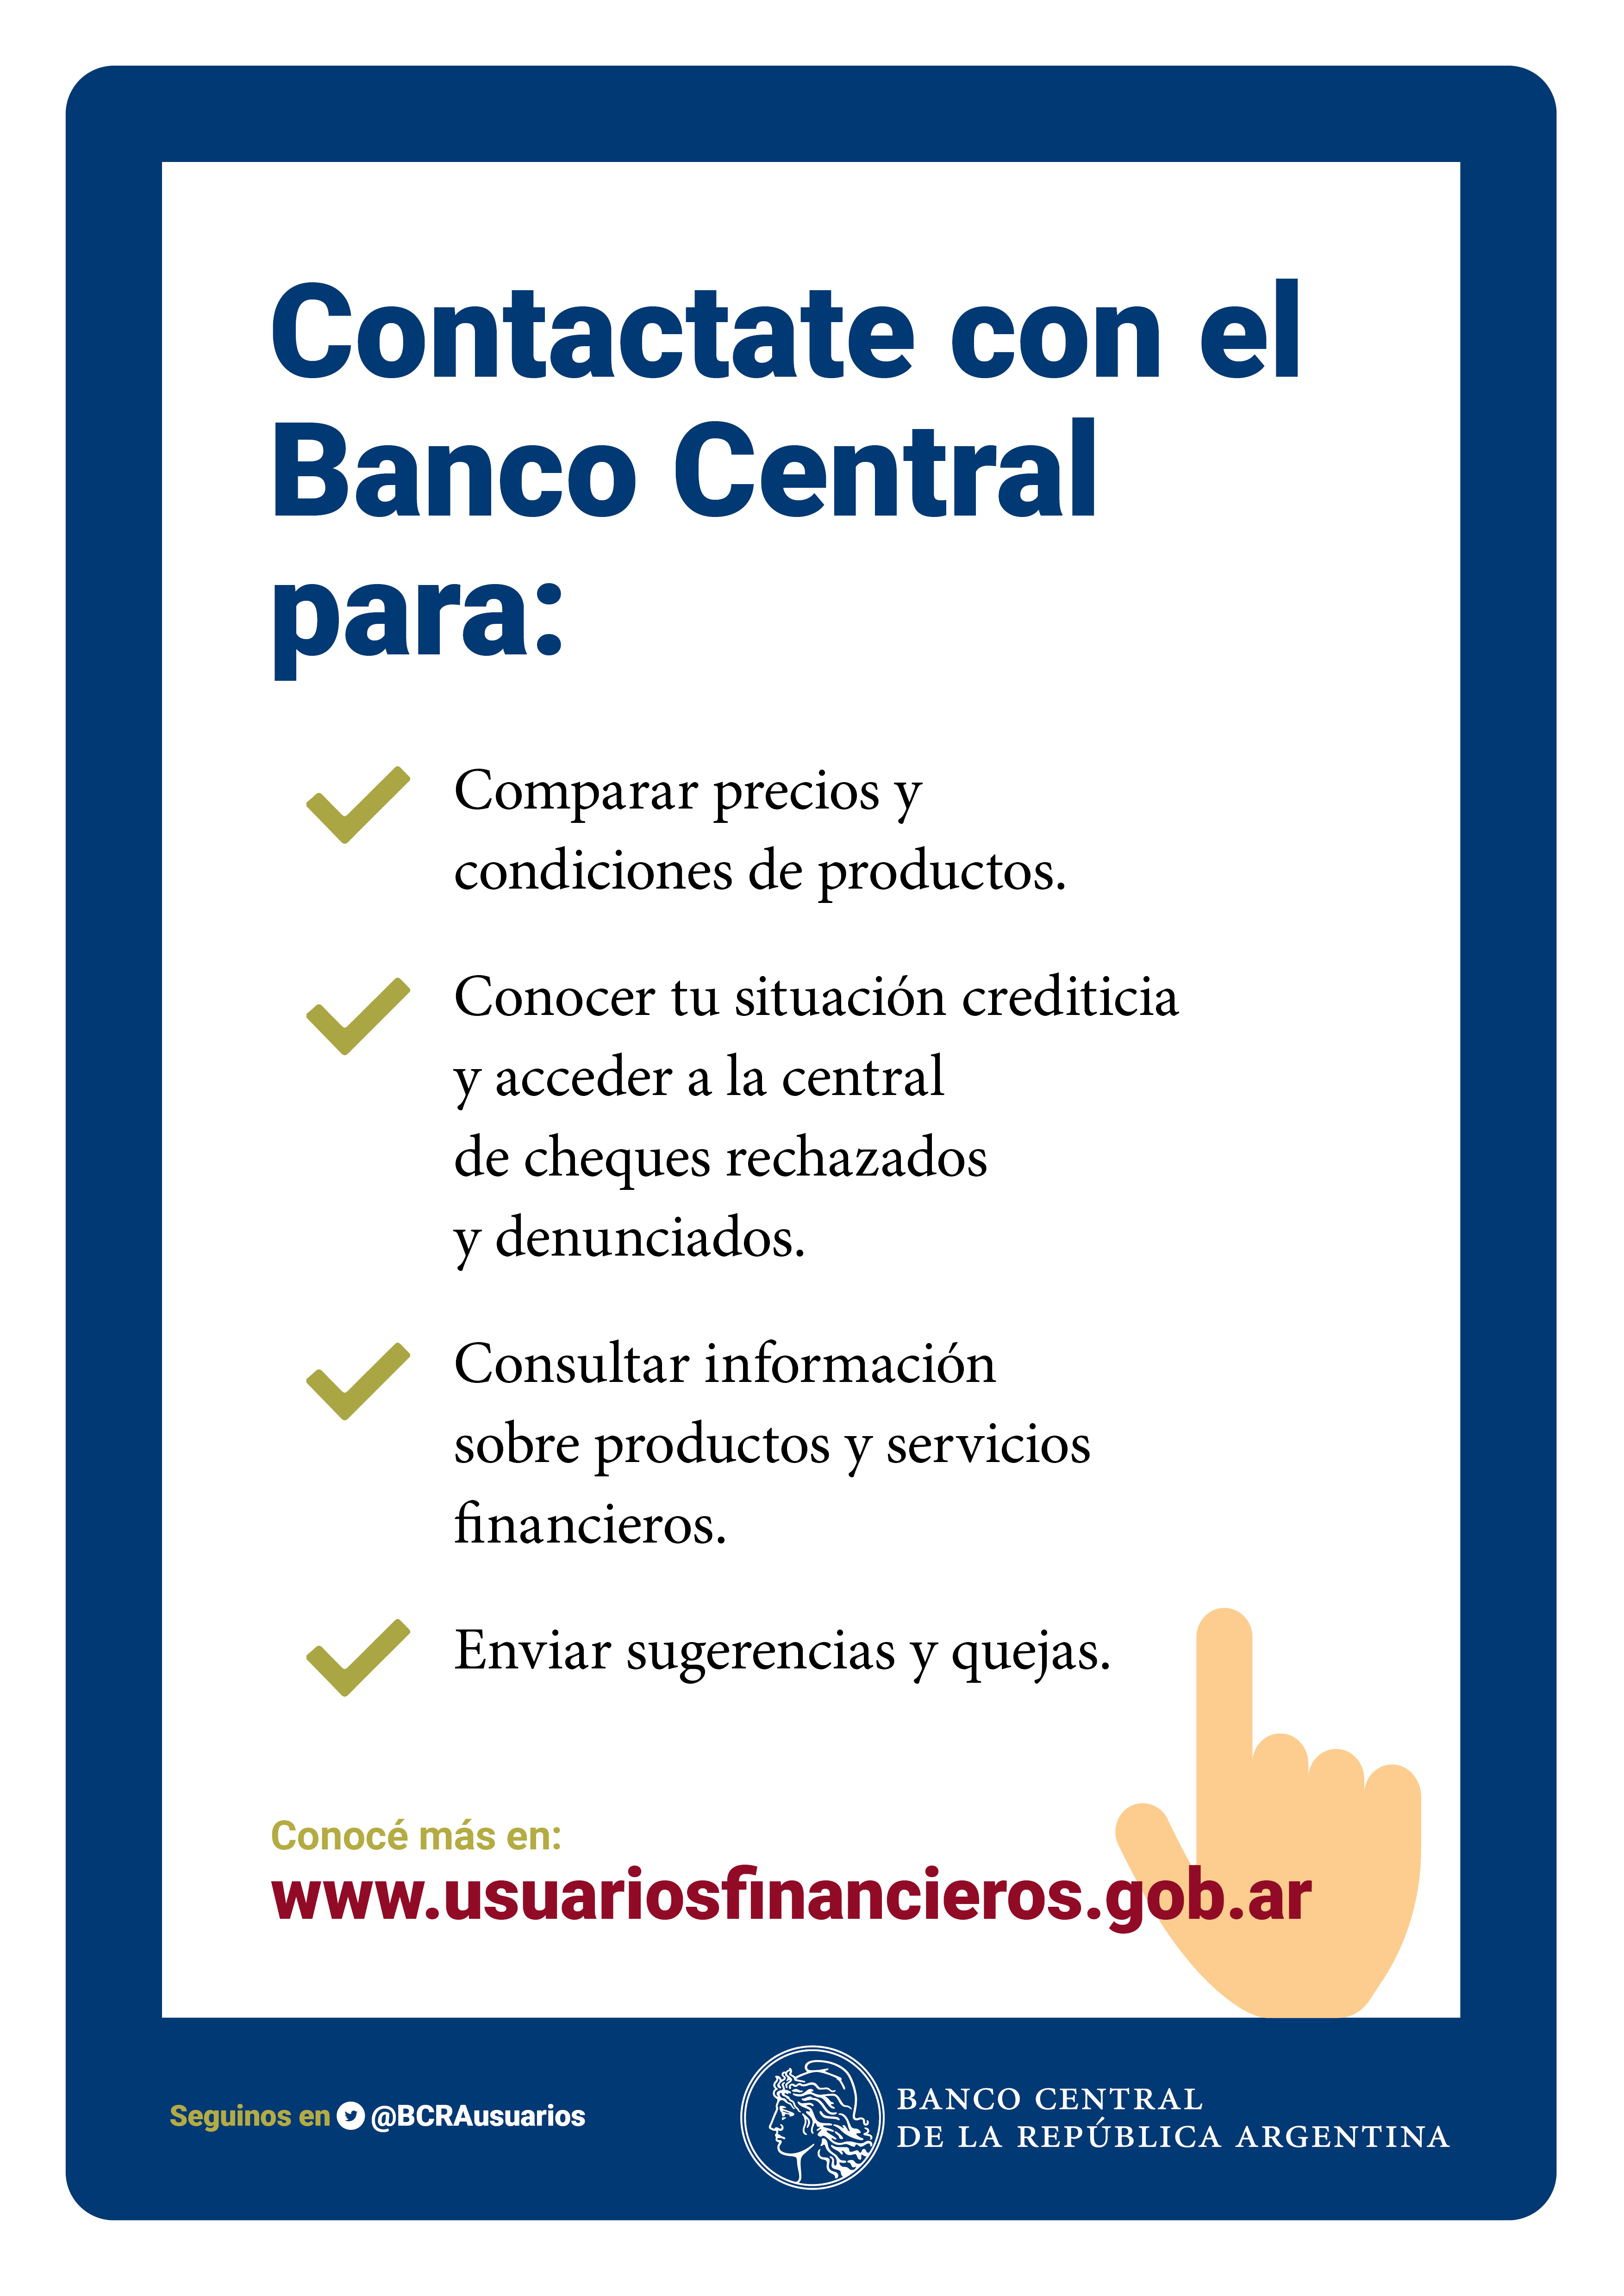 Contactate con el
Banco Central
para:
Comparar precios y
condiciones de productos.
Conocer tu situación crediticia
y acceder a la central
de cheques rechazados
y denunciados.
Consultar información
sobre productos y servicios
financieros.
Enviar sugerencias y quejas.
Conocé más en:
www.usuariosfinancieros.gob.ar
Seguinos en @BCRAusuarios
BANCO CENTRAL
DE LA REPÚBLICA ARGENTINA